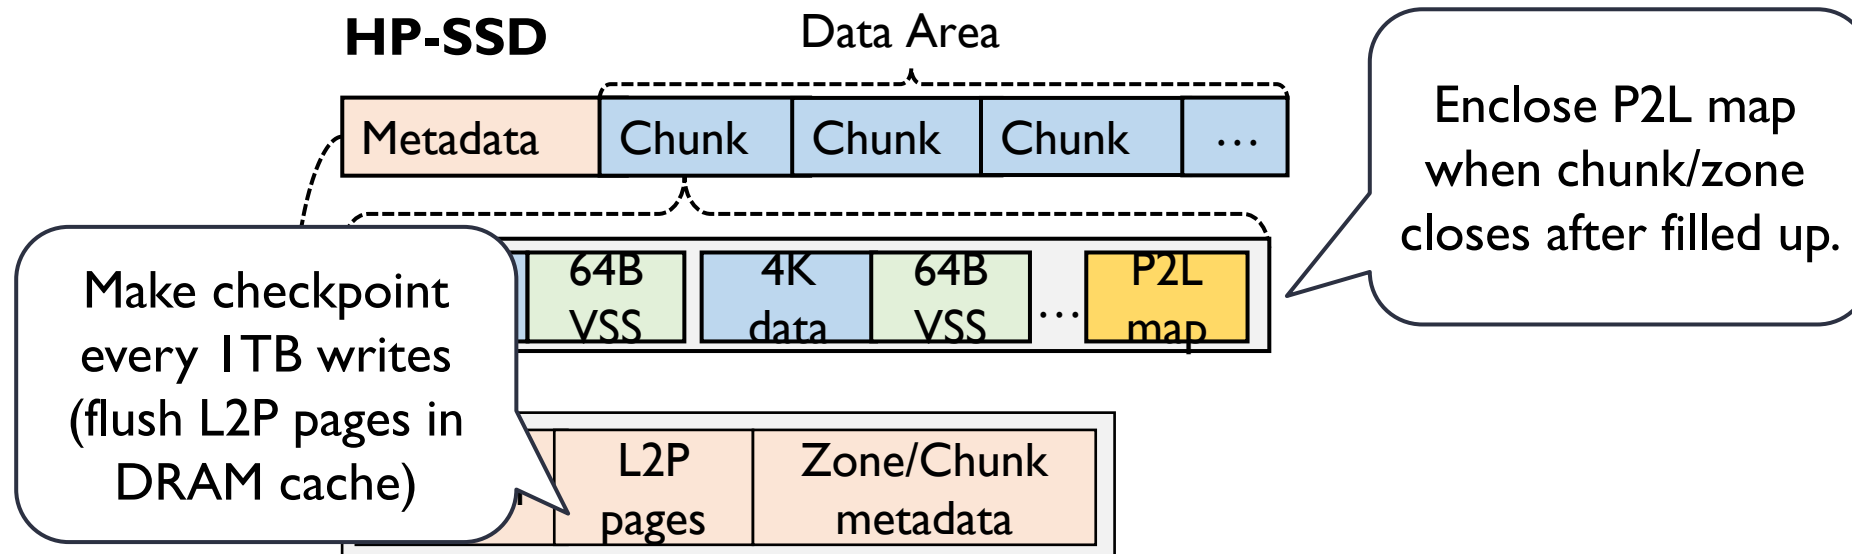 HP-SSD
Data Area
Metadata
Chunk
Chunk
Chunk
…
Enclose P2L map
when chunk/zone
closes after filled up.
64B
VSS
4K
data
64B
VSS
…
P2L
map
Make checkpoint
every 1TB writes
(flush L2P pages in
DRAM cache)
L2P
pages
Zone/Chunk
metadata